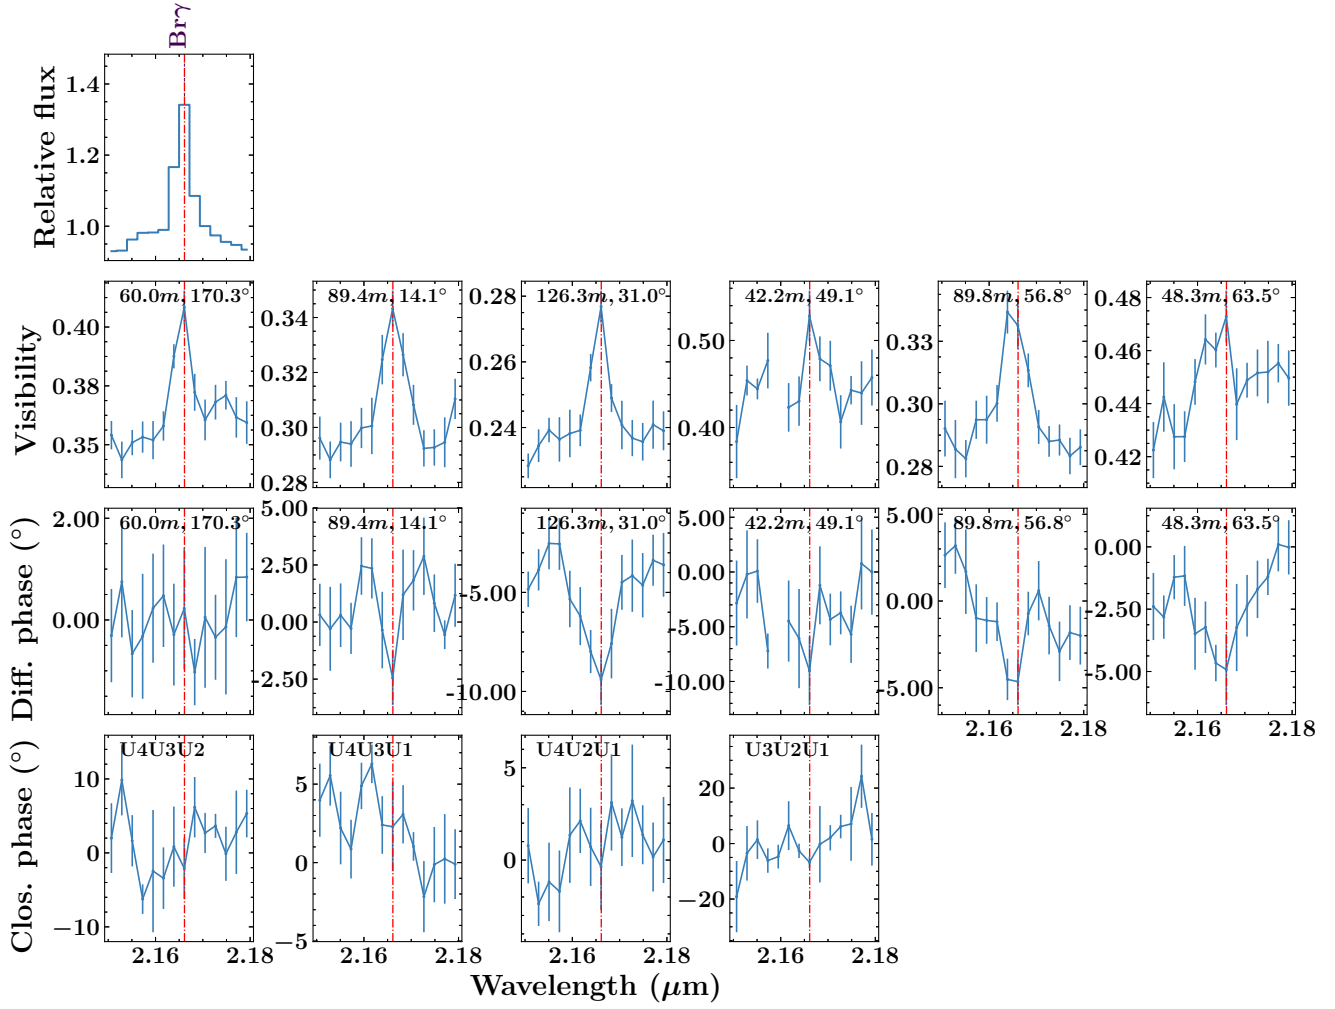 Brγ
Relative flux
1.4
1.2
1.0
Visibility
60.0m, 170.3°
0.40
0.38
0.35
89.4m, 14.1°
0.34
0.32
0.30
0.28
126.3m, 31.0°
0.28
0.26
0.24
42.2m, 49.1°
0.50
0.40
89.8m, 56.8°
0.33
0.30
0.28
48.3m, 63.5°
0.48
0.46
0.44
0.42
Diff. phase (°)
60.0m, 170.3°
2.00
0.00
89.4m, 14.1°
5.00
2.50
0.00
-2.50
126.3m, 31.0°
-5.00
-10.00
42.2m, 49.1°
5.00
0.00
-5.00
-10.00
89.8m, 56.8°
5.00
0.00
-5.00
2.16 2.18
48.3m, 63.5°
0.00
-2.50
-5.00
2.16 2.18
Clos. phase (°)
U4U3U2
10
0
−10
2.16 2.18
U4U3U1
5
0
−5
2.16 2.18
U4U2U1
5
0
2.16 2.18
U3U2U1
20
0
−20
2.16 2.18
Wavelength (μm)